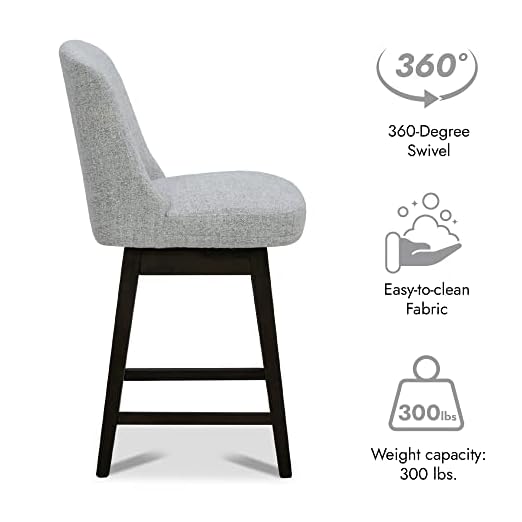 360°
360-Degree
Swivel
Easy-to-clean
Fabric
300lbs
Weight capacity:
300 lbs.